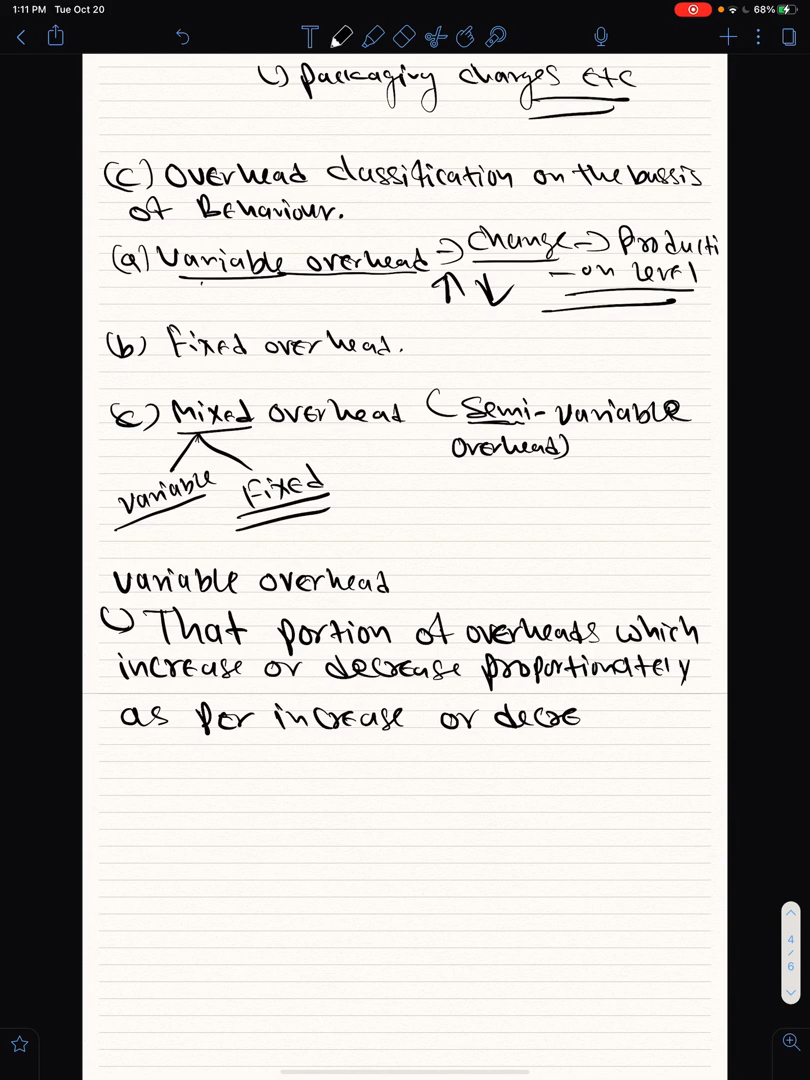 1:11 PM Tue Oct 20
68%
T
packaging charges etc
(C) Overhead classification on the bassis
of Behaviour.
(a) Variable overhead → change → Producti
-on level
↑ ↓
(b) Fixed overhead.
(c) Mixed overhead (Semi-variable
overhead)
variable Fixed
variable overhead
↳ That portion of overheads which
increase or decrease proportionately
as per increase or decre
4
/
6